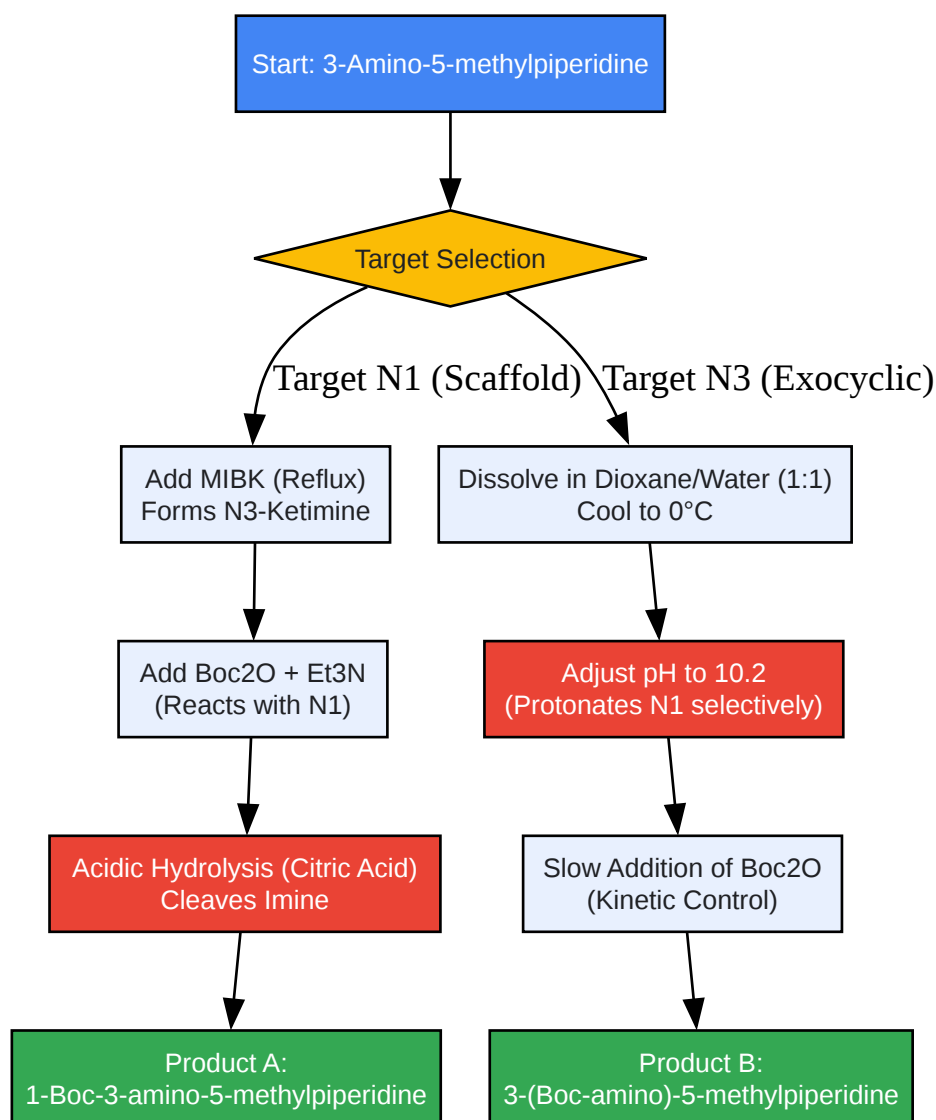 Start: 3-Amino-5-methylpiperidine
Target Selection
Target N1 (Scaffold)
Target N3 (Exocyclic)
Add MIBK (Reflux)
Forms N3-Ketimine
Dissolve in Dioxane/Water (1:1)
Cool to 0°C
Add Boc2O + Et3N
(Reacts with N1)
Adjust pH to 10.2
(Protonates N1 selectively)
Acidic Hydrolysis (Citric Acid)
Cleaves Imine
Slow Addition of Boc2O
(Kinetic Control)
Product A:
1-Boc-3-amino-5-methylpiperidine
Product B:
3-(Boc-amino)-5-methylpiperidine